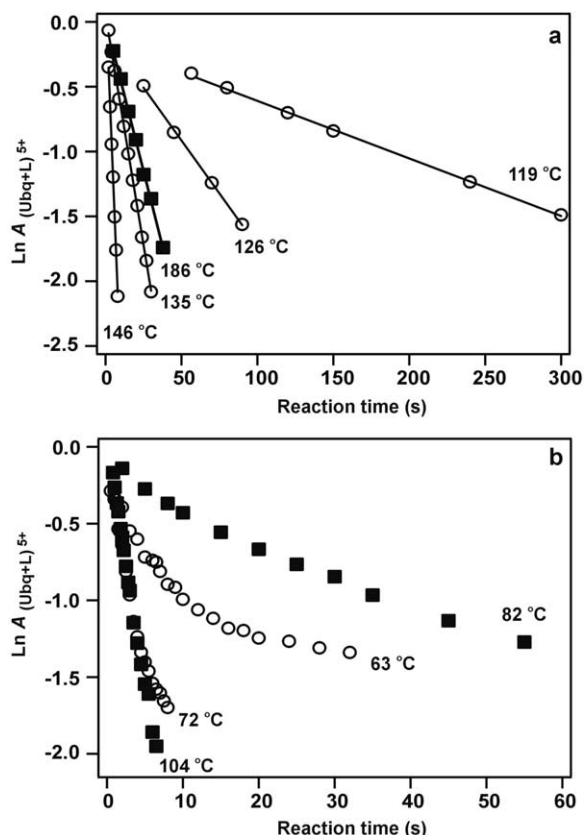 a
0.0
-0.5
-1.0
-1.5
-2.0
-2.5
Ln A (Ubq+L) 5+
119 °C
126 °C
186 °C
135 °C
146 °C
0 50 100 150 200 250 300
Reaction time (s)
b
0.0
-0.5
-1.0
-1.5
-2.0
Ln A (Ubq+L) 5+
82 °C
63 °C
72 °C
104 °C
0 10 20 30 40 50 60
Reaction time (s)